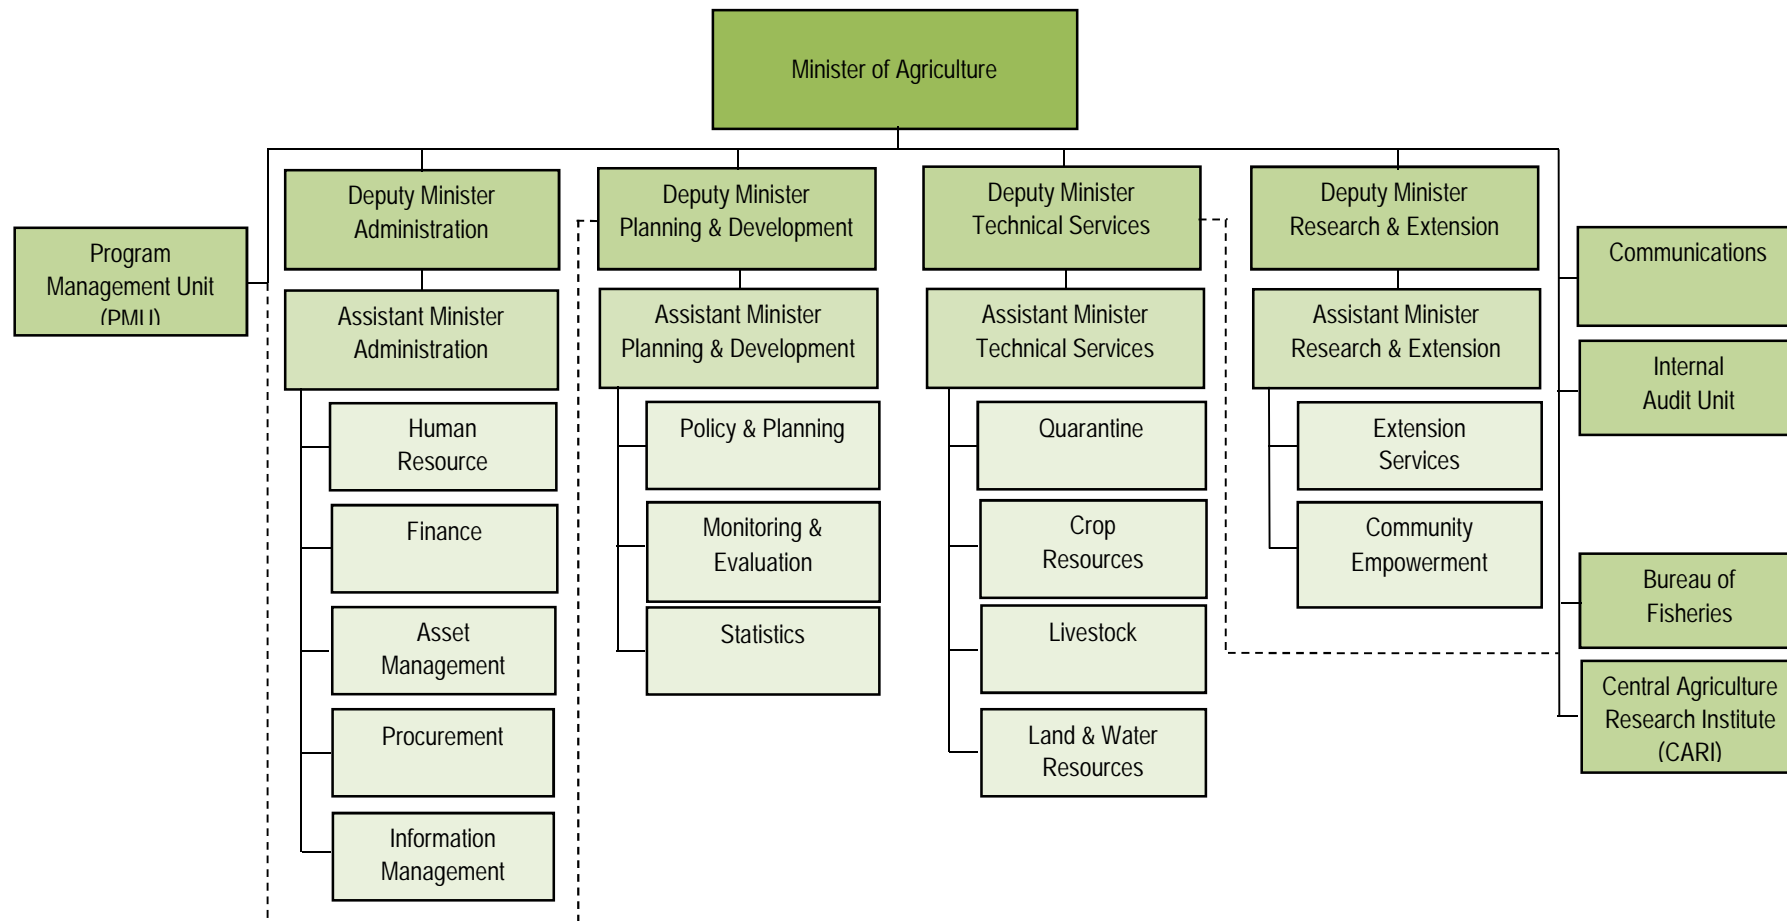 Minister of Agriculture
Deputy Minister
Administration
Deputy Minister
Planning & Development
Deputy Minister
Technical Services
Deputy Minister
Research & Extension
Program
Management Unit
(PMU)
Communications
Assistant Minister
Administration
Assistant Minister
Planning & Development
Assistant Minister
Technical Services
Assistant Minister
Research & Extension
Internal
Audit Unit
Human
Resource
Policy & Planning
Quarantine
Extension
Services
Finance
Monitoring &
Evaluation
Crop
Resources
Community
Empowerment
Bureau of
Fisheries
Asset
Management
Statistics
Livestock
Central Agriculture
Research Institute
(CARI)
Procurement
Land & Water
Resources
Information
Management